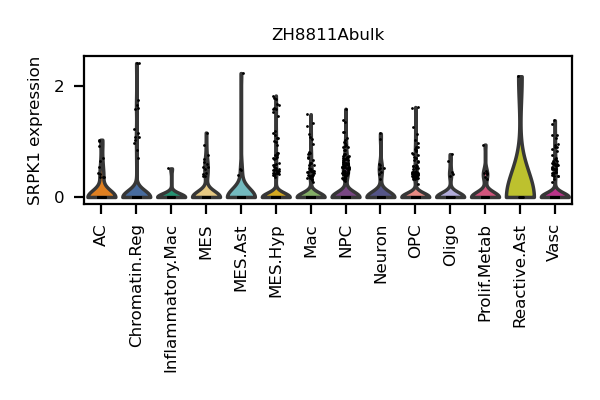 ZH8811Abulk
SRPK1 expression
2
0
AC
Chromatin.Reg
Inflammatory.Mac
MES
MES.Ast
MES.Hyp
Mac
NPC
Neuron
OPC
Oligo
Prolif.Metab
Reactive.Ast
Vasc